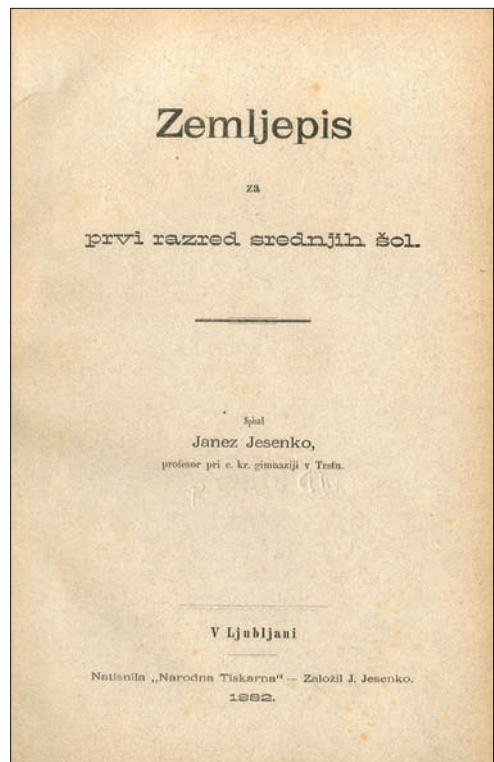 Zemljepis
za
prvi razred srednjih šol.
Spisal
Janez Jesenko,
profesor pri c. kr. gimnaziji v Trstu.
V Ljubljani
Natisnila „Narodna Tiskarna“ — Založil J. Jesenko.
1882.